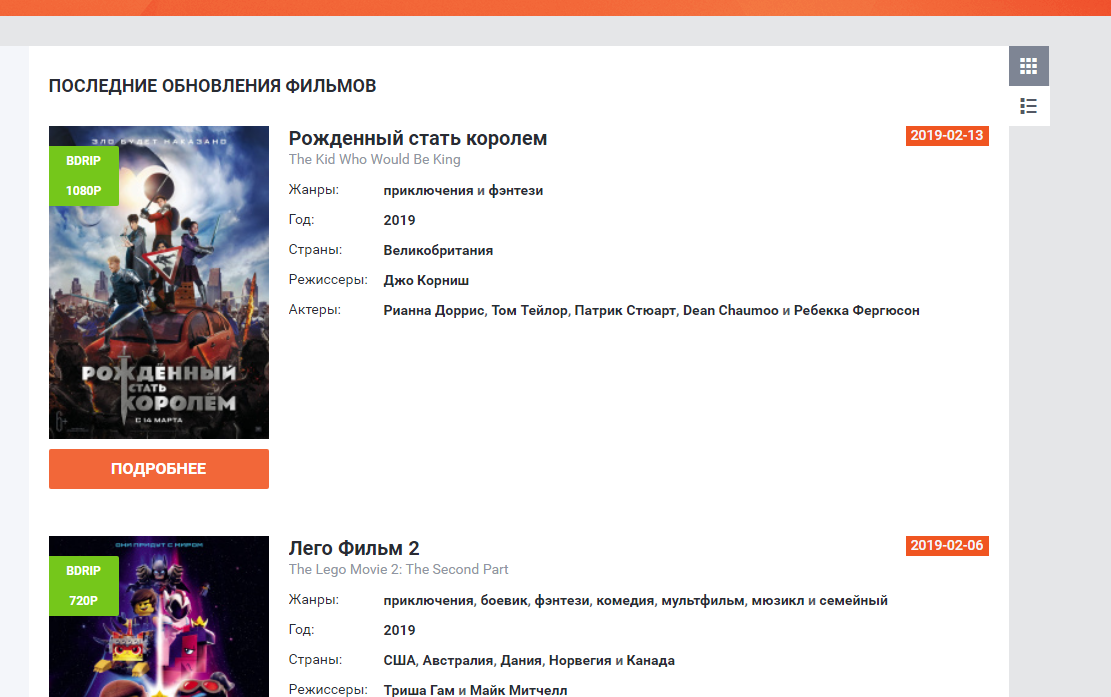 ПОСЛЕДНИЕ ОБНОВЛЕНИЯ ФИЛЬМОВ
ЗЛО БУДЕТ НАКАЗАНО
BDRIP
1080P
РОЖДЁННЫЙ
СТАТЬ
КОРОЛЁМ
С 14 МАРТА
6+
ПОДРОБНЕЕ
Рожденный стать королем
2019-02-13
The Kid Who Would Be King
Жанры: приключения и фэнтези
Год: 2019
Страны: Великобритания
Режиссеры: Джо Корниш
Актеры: Рианна Доррис, Том Тейлор, Патрик Стюарт, Dean Chaumoo и Ребекка Фергюсон
ОНИ ПРИДУТ С МИРОМ
BDRIP
720P
Лего Фильм 2
2019-02-06
The Lego Movie 2: The Second Part
Жанры: приключения, боевик, фэнтези, комедия, мультфильм, мюзикл и семейный
Год: 2019
Страны: США, Австралия, Дания, Норвегия и Канада
Режиссеры: Триша Гам и Майк Митчелл